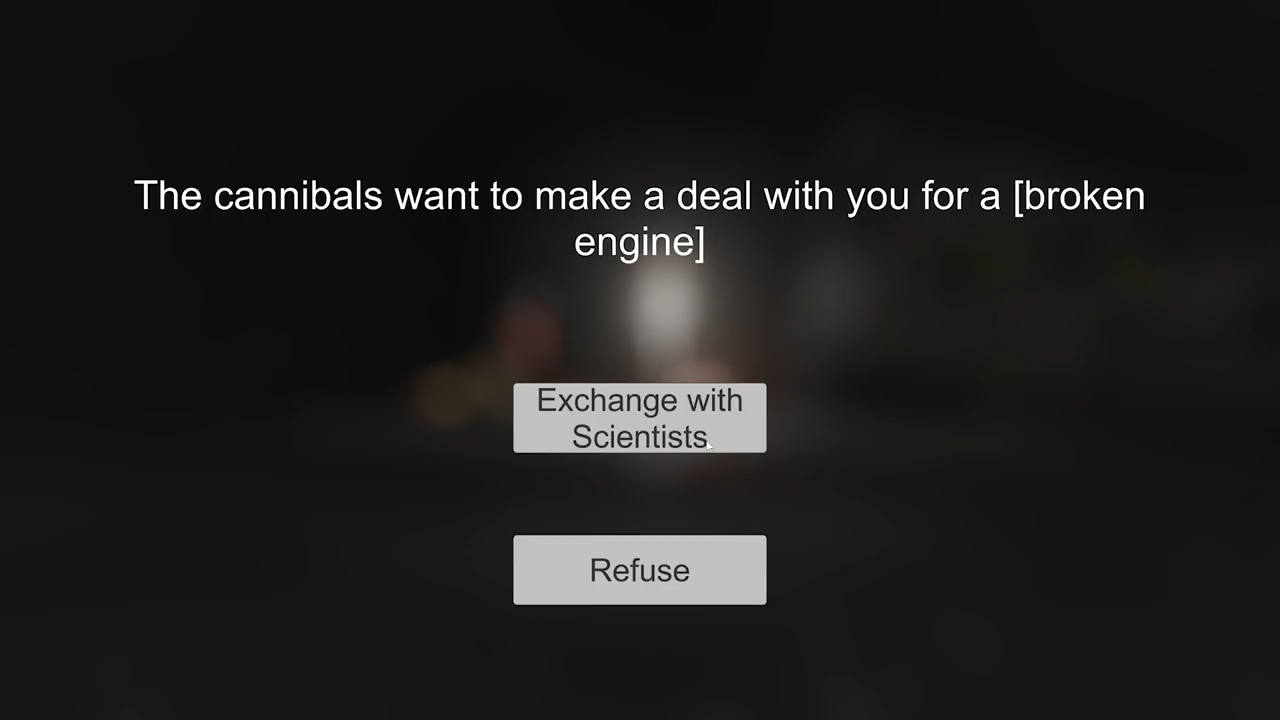 The cannibals want to make a deal with you for a [broken
engine]
Exchange with
Scientists
Refuse